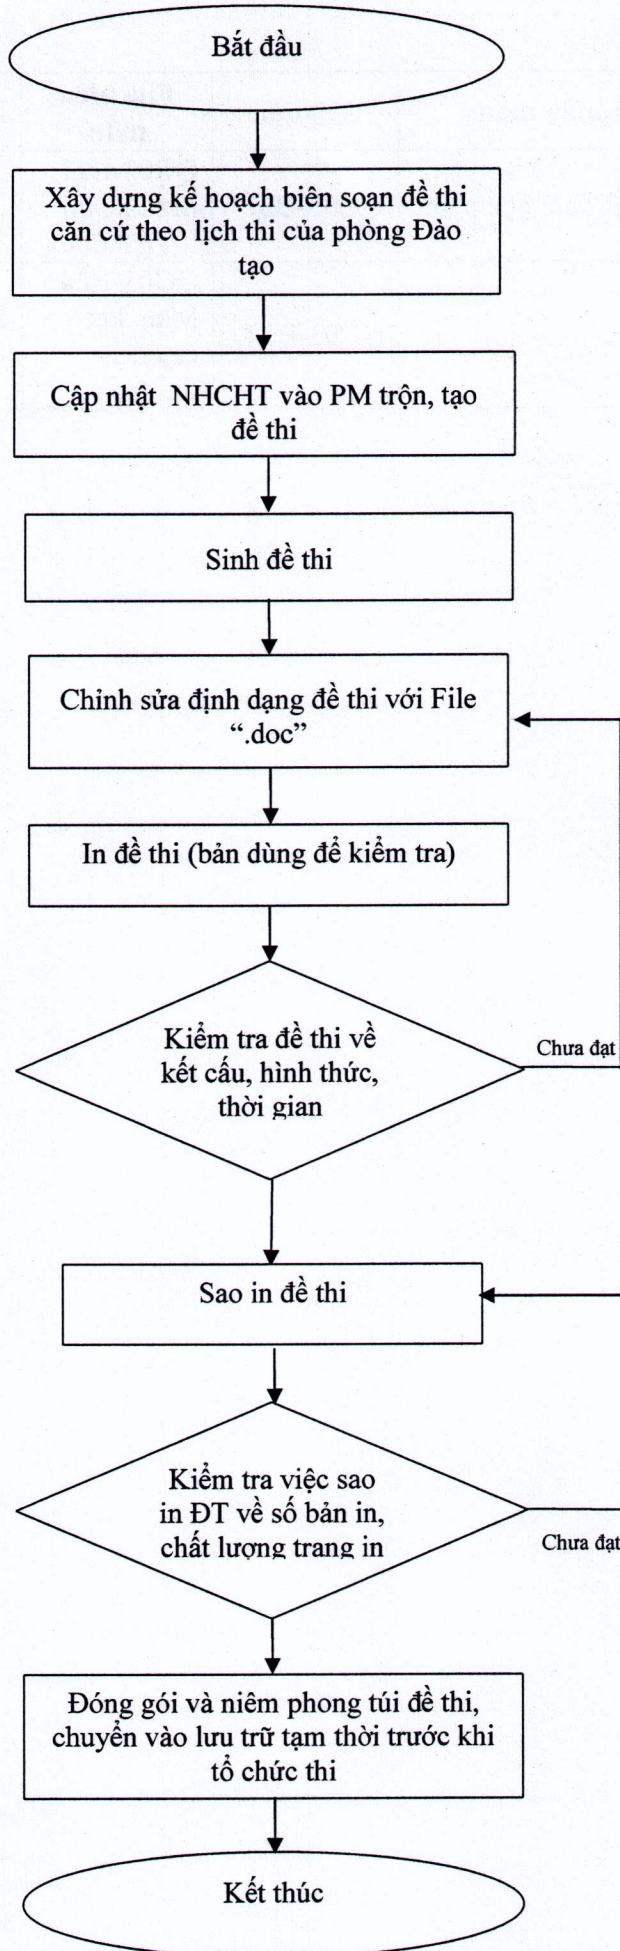 Bắt đầu
Xây dựng kế hoạch biên soạn đề thi
căn cứ theo lịch thi của phòng Đào
tạo
Cập nhật NHCHT vào PM trộn, tạo
đề thi
Sinh đề thi
Chỉnh sửa định dạng đề thi với File
“.doc”
In đề thi (bản dùng để kiểm tra)
Kiểm tra đề thi về
kết cấu, hình thức,
thời gian
Chưa đạt
Sao in đề thi
Kiểm tra việc sao
in ĐT về số bản in,
chất lượng trang in
Chưa đạt
Đóng gói và niêm phong túi đề thi,
chuyển vào lưu trữ tạm thời trước khi
tổ chức thi
Kết thúc